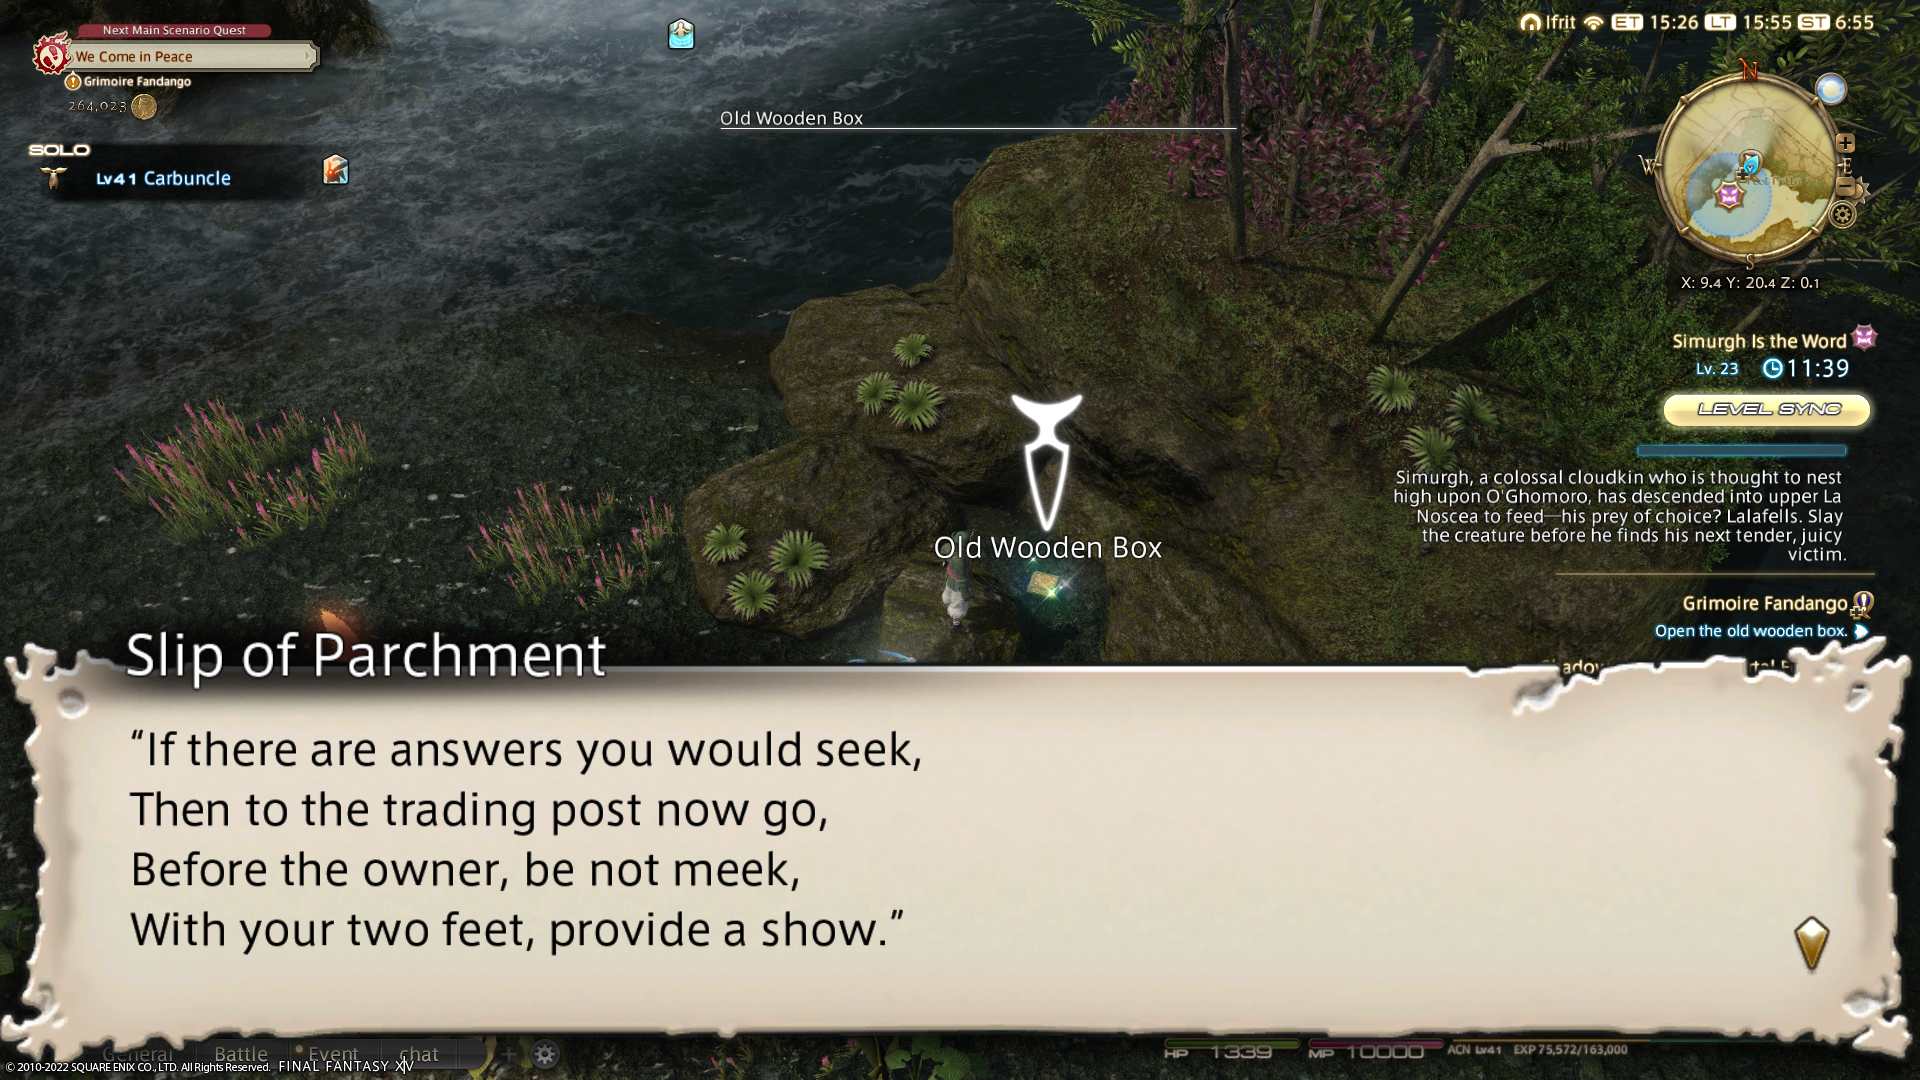 Next Main Scenario Quest
We Come in Peace
Grimoire Fandango
264,023
SOLO
Lv41 Carbuncle
Old Wooden Box
Ifrit ET 15:26 LT 15:55 ST 6:55
N
W
E
S
X: 9.4 Y: 20.4 Z: 0.1
Simurgh Is the Word
Lv. 23 11:39
LEVEL SYNC
Simurgh, a colossal cloudkin who is thought to nest
high upon O'Ghomoro, has descended into upper La
Noscea to feed—his prey of choice? Lalafells. Slay
the creature before he finds his next tender, juicy
victim.
Grimoire Fandango
Open the old wooden box.
Old Wooden Box
Slip of Parchment
“If there are answers you would seek,
Then to the trading post now go,
Before the owner, be not meek,
With your two feet, provide a show.”
General Battle Event chat
HP 1339 MP 10000 ACN Lv41 EXP 75,572/163,000
© 2010-2022 SQUARE ENIX CO., LTD. All Rights Reserved. FINAL FANTASY XIV